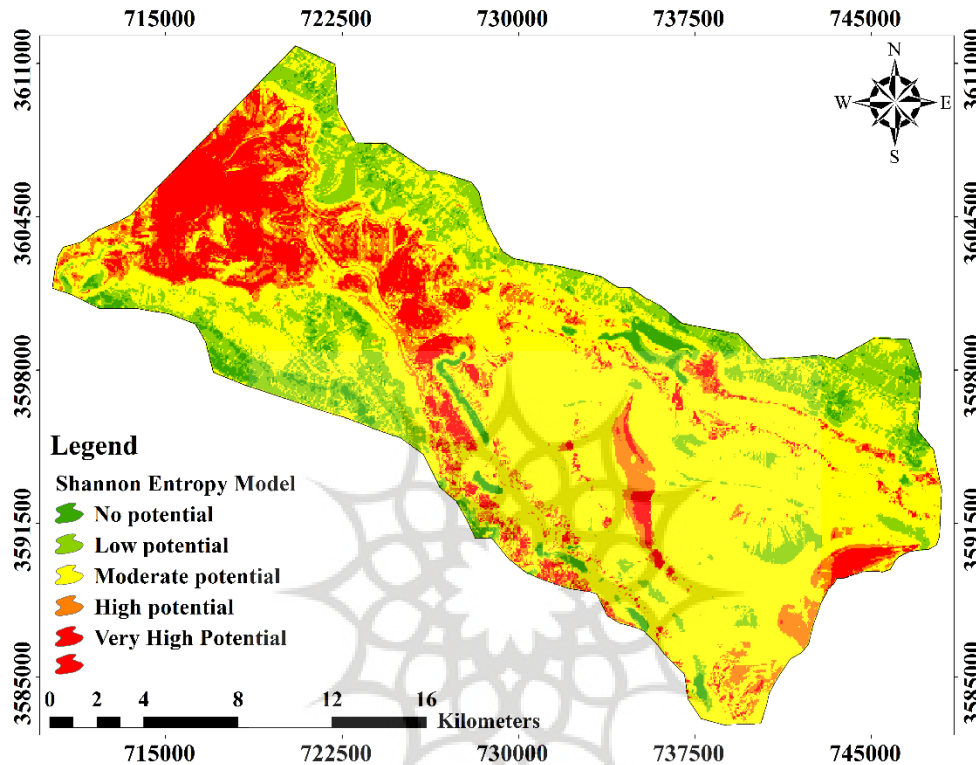 715000 722500 730000 737500 745000
3611000 3611000
N
W E
S
3604500 3604500
3598000 3598000
Legend
Shannon Entropy Model
No potential
Low potential
3591500 3591500
Moderate potential
High potential
Very High Potential
3585000 3585000
0 2 4 8 12 16
Kilometers
715000 722500 730000 737500 745000